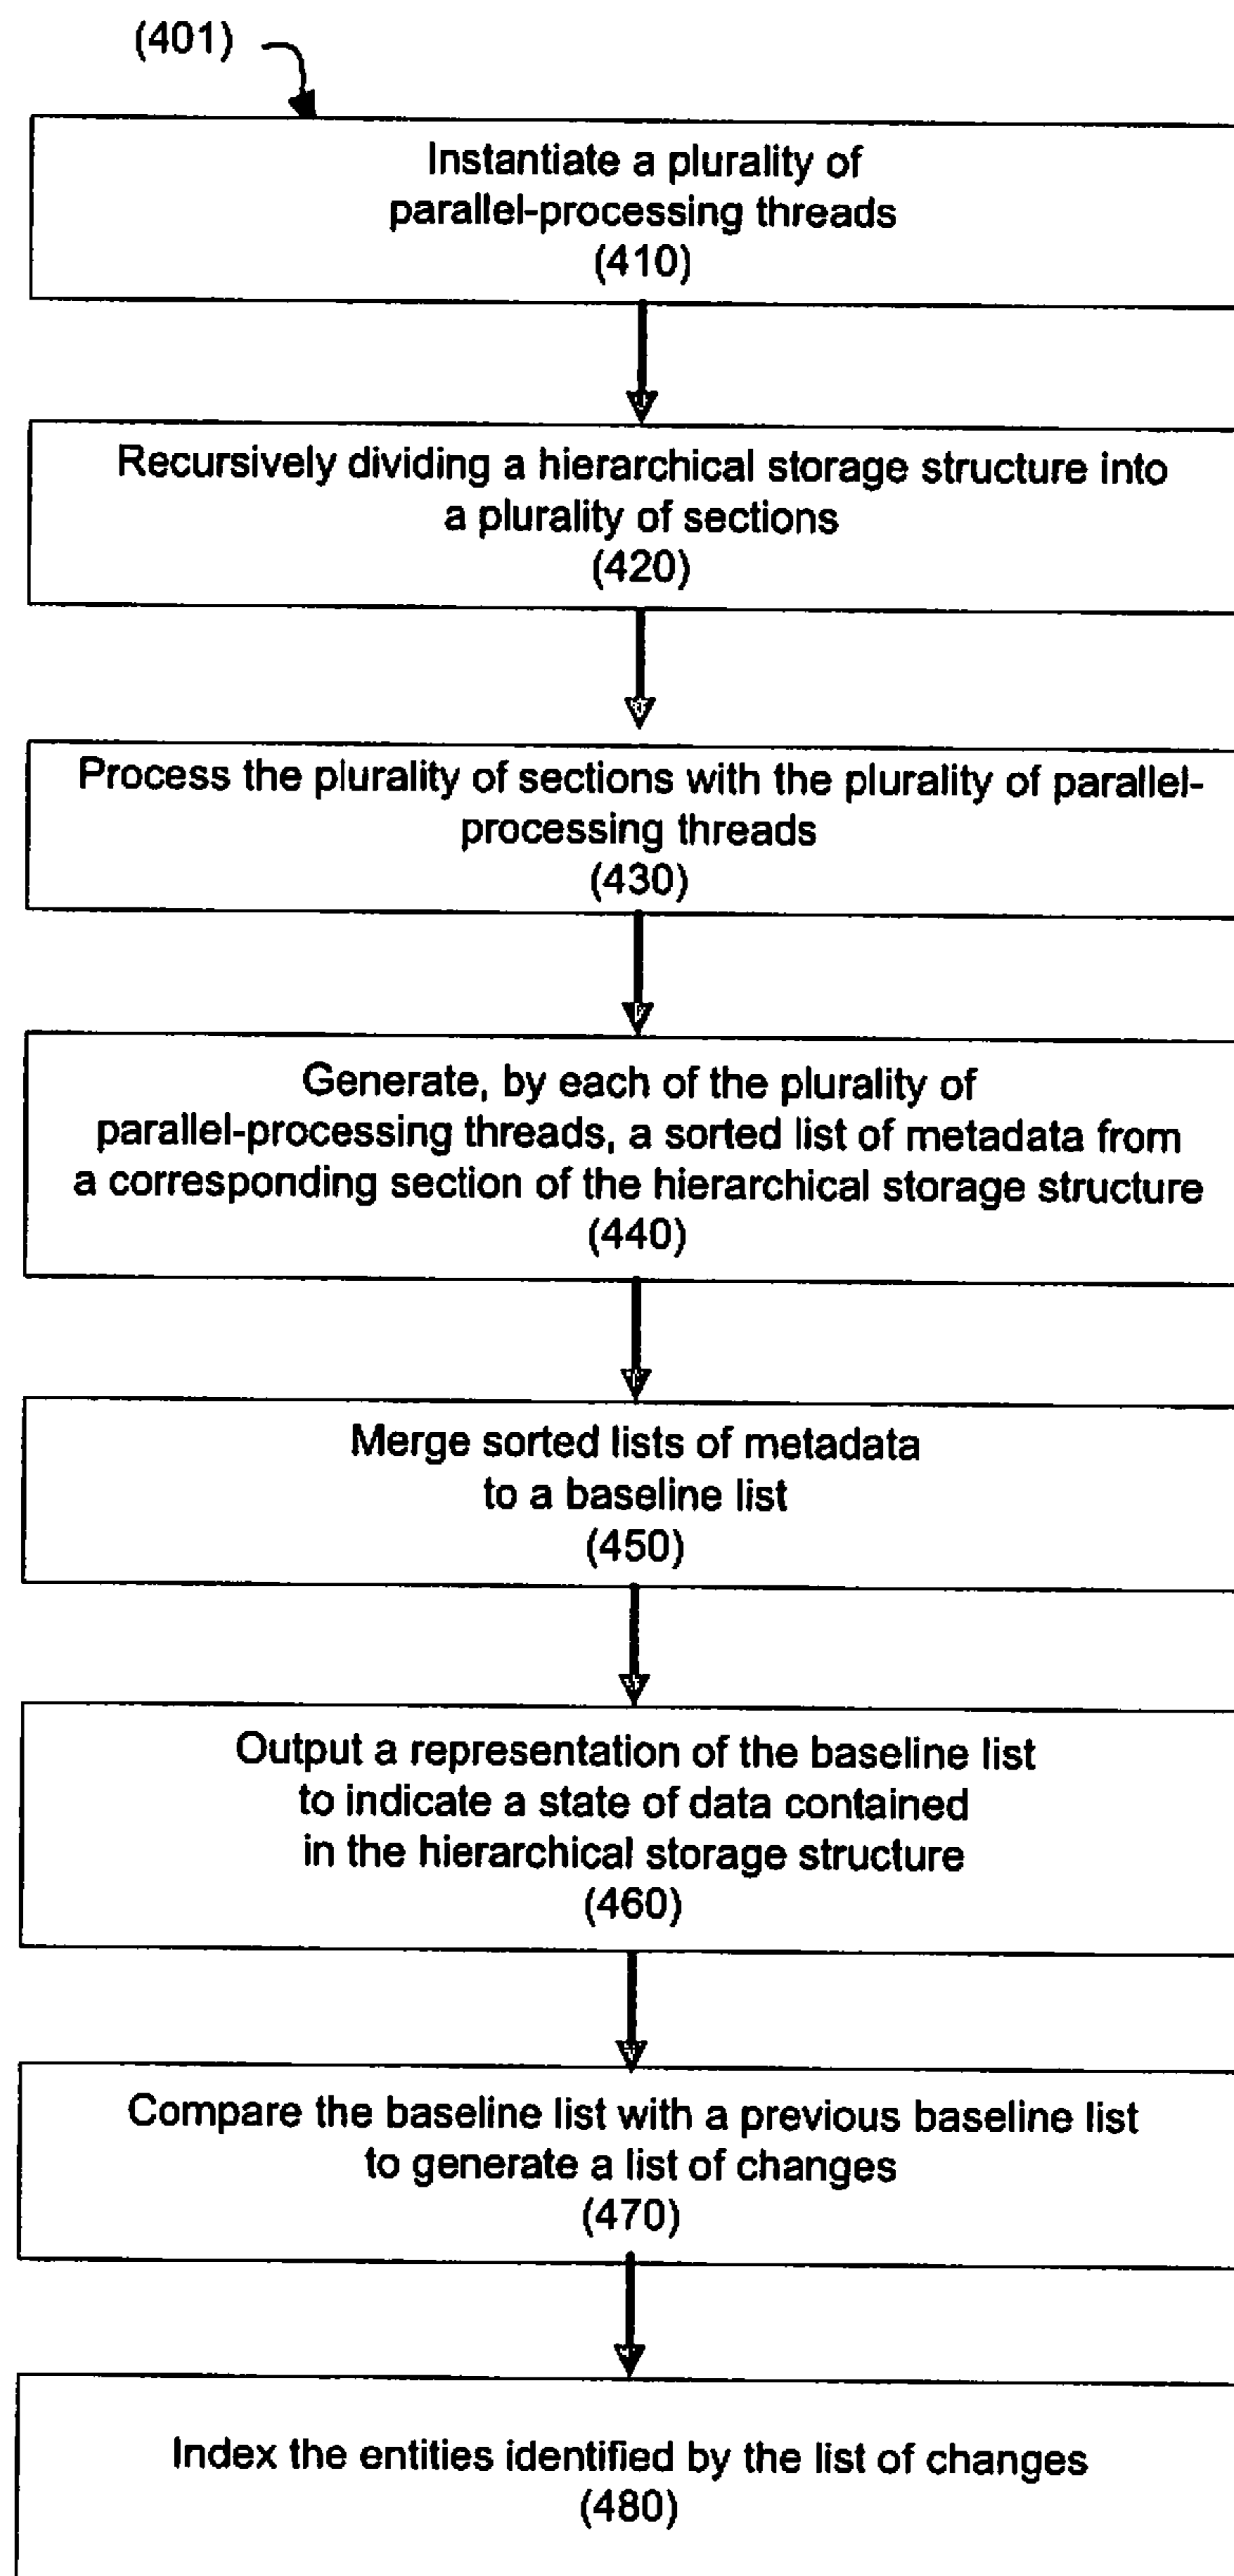 (401)
Instantiate a plurality of
parallel-processing threads
(410)
Recursively dividing a hierarchical storage structure into
a plurality of sections
(420)
Process the plurality of sections with the plurality of parallel-
processing threads
(430)
Generate, by each of the plurality of
parallel-processing threads, a sorted list of metadata from
a corresponding section of the hierarchical storage structure
(440)
Merge sorted lists of metadata
to a baseline list
(450)
Output a representation of the baseline list
to indicate a state of data contained
in the hierarchical storage structure
(460)
Compare the baseline list with a previous baseline list
to generate a list of changes
(470)
Index the entities identified by the list of changes
(480)